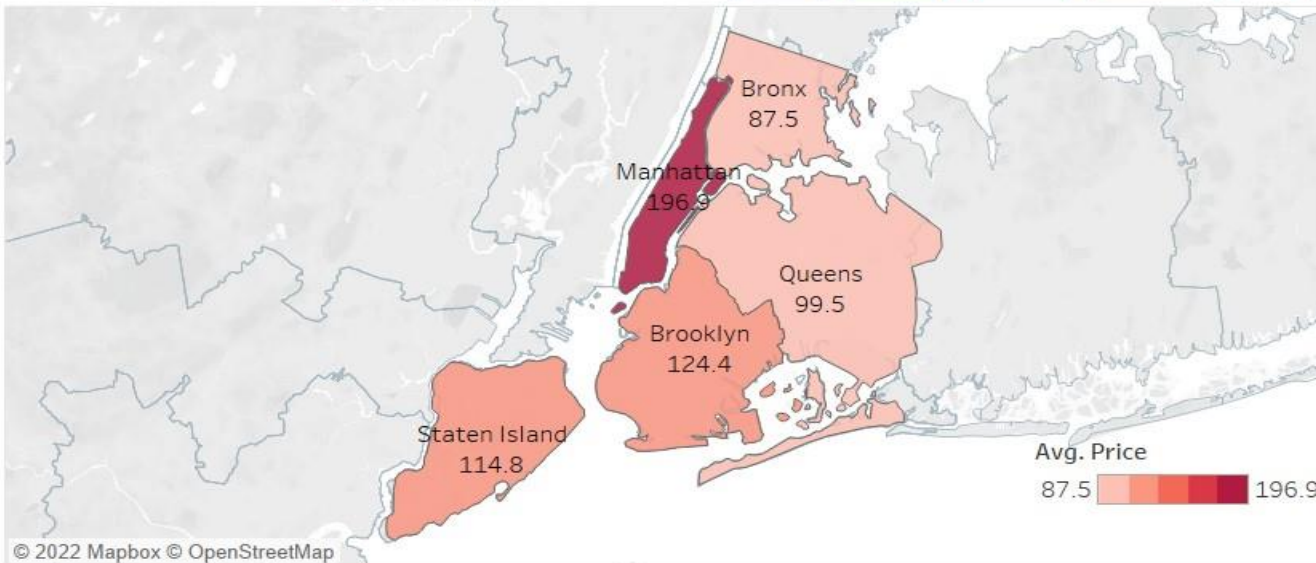 Bronx
87.5
Manhattan
196.9
Queens
99.5
Brooklyn
124.4
Staten Island
114.8
Avg. Price
87.5 196.9
© 2022 Mapbox © OpenStreetMap